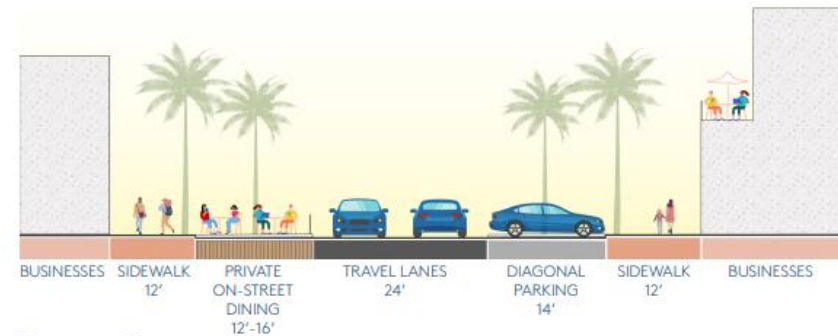 BUSINESSES
SIDEWALK
12'
PRIVATE
ON-STREET
DINING
12'-16'
TRAVEL LANES
24'
DIAGONAL
PARKING
14'
SIDEWALK
12'
BUSINESSES